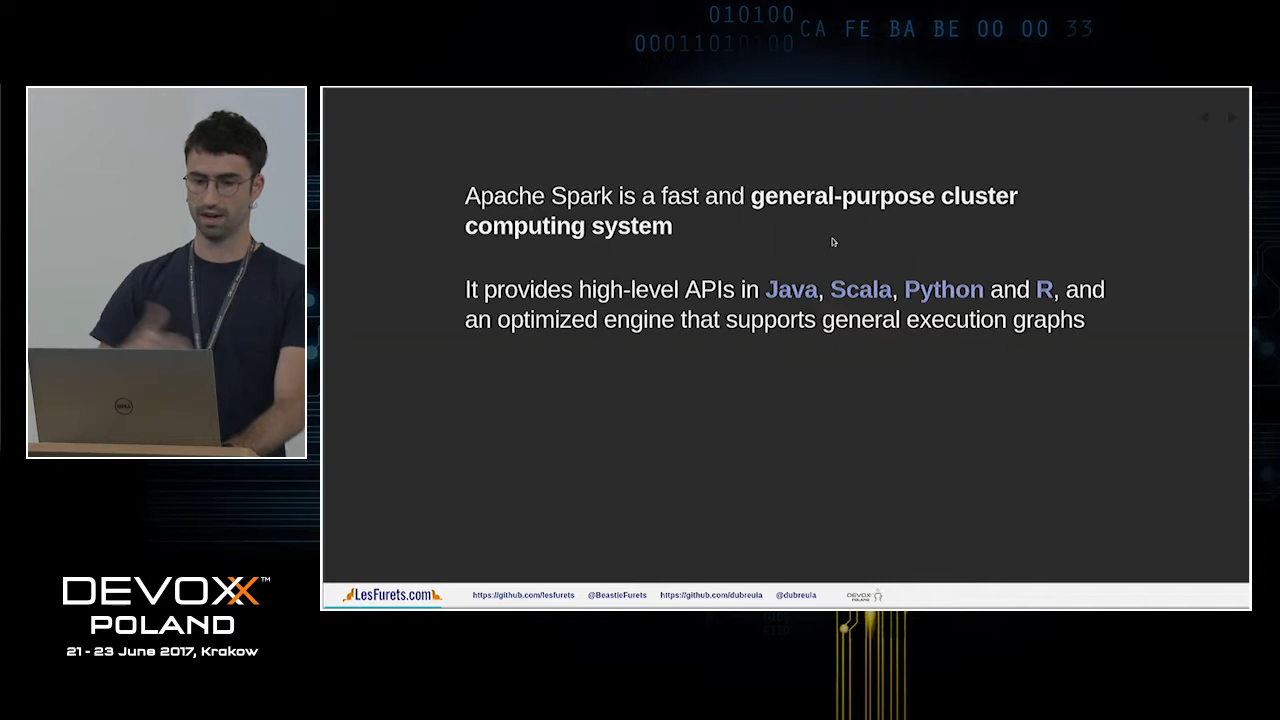 010100
00011010100
CA FE BA BE 00 00 33
Apache Spark is a fast and general-purpose cluster
computing system
It provides high-level APIs in Java, Scala, Python and R, and
an optimized engine that supports general execution graphs
DELL
LesFurets.com
https://github.com/lesfurets
@BeastieFurets
https://github.com/dubreuia
@dubreuia
DEVOXX
POLAND
DEVOXX™
POLAND
21 - 23 June 2017, Krakow